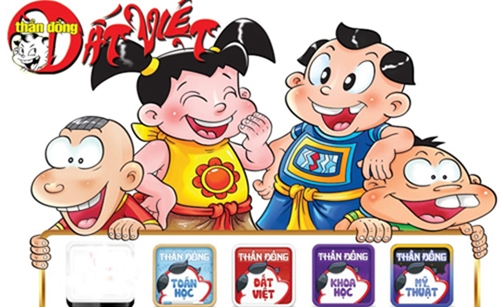 thần đồng
ĐẤT VIỆT
THẦN ĐỒNG
TOÁN
HỌC
THẦN ĐỒNG
ĐẤT
VIỆT
THẦN ĐỒNG
KHOA
HỌC
THẦN ĐỒNG
MỸ
THUẬT